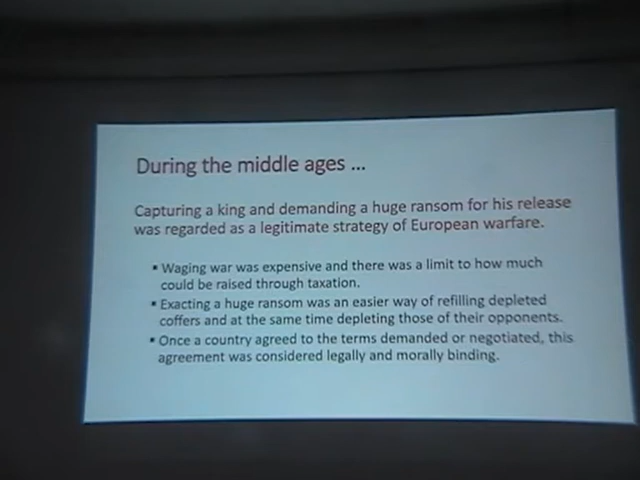 During the middle ages ...
Capturing a king and demanding a huge ransom for his release
was regarded as a legitimate strategy of European warfare.
▪ Waging war was expensive and there was a limit to how much
could be raised through taxation.
▪ Exacting a huge ransom was an easier way of refilling depleted
coffers and at the same time depleting those of their opponents.
▪ Once a country agreed to the terms demanded or negotiated, this
agreement was considered legally and morally binding.